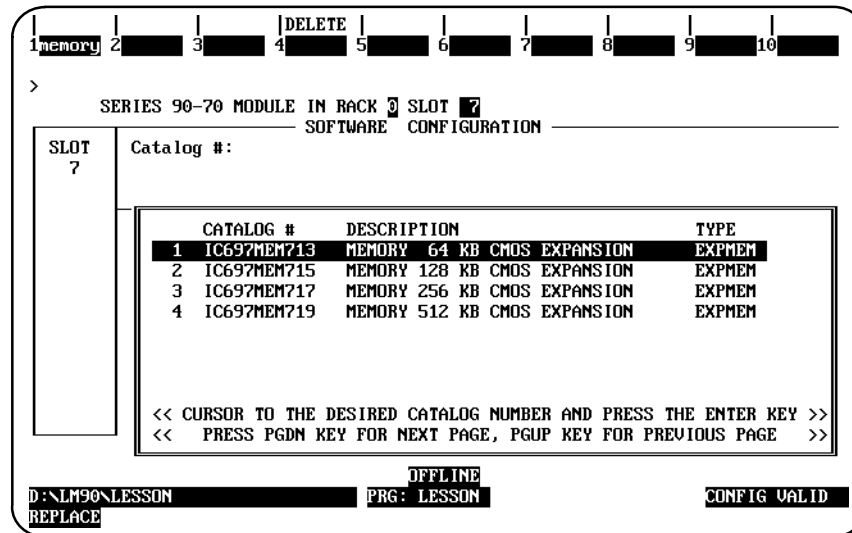 DELETE
1memory 2 3 4 5 6 7 8 9 10
>
SERIES 90-70 MODULE IN RACK 0 SLOT 7
SOFTWARE CONFIGURATION
SLOT Catalog #:
7
CATALOG # DESCRIPTION TYPE
1 IC697MEM713 MEMORY 64 KB CMOS EXPANSION EXPMEM
2 IC697MEM715 MEMORY 128 KB CMOS EXPANSION EXPMEM
3 IC697MEM717 MEMORY 256 KB CMOS EXPANSION EXPMEM
4 IC697MEM719 MEMORY 512 KB CMOS EXPANSION EXPMEM
<< CURSOR TO THE DESIRED CATALOG NUMBER AND PRESS THE ENTER KEY >>
<< PRESS PGDN KEY FOR NEXT PAGE, PGUP KEY FOR PREVIOUS PAGE >>
OFFLINE
D:\LM90\LESSON PRG: LESSON CONFIG VALID
REPLACE